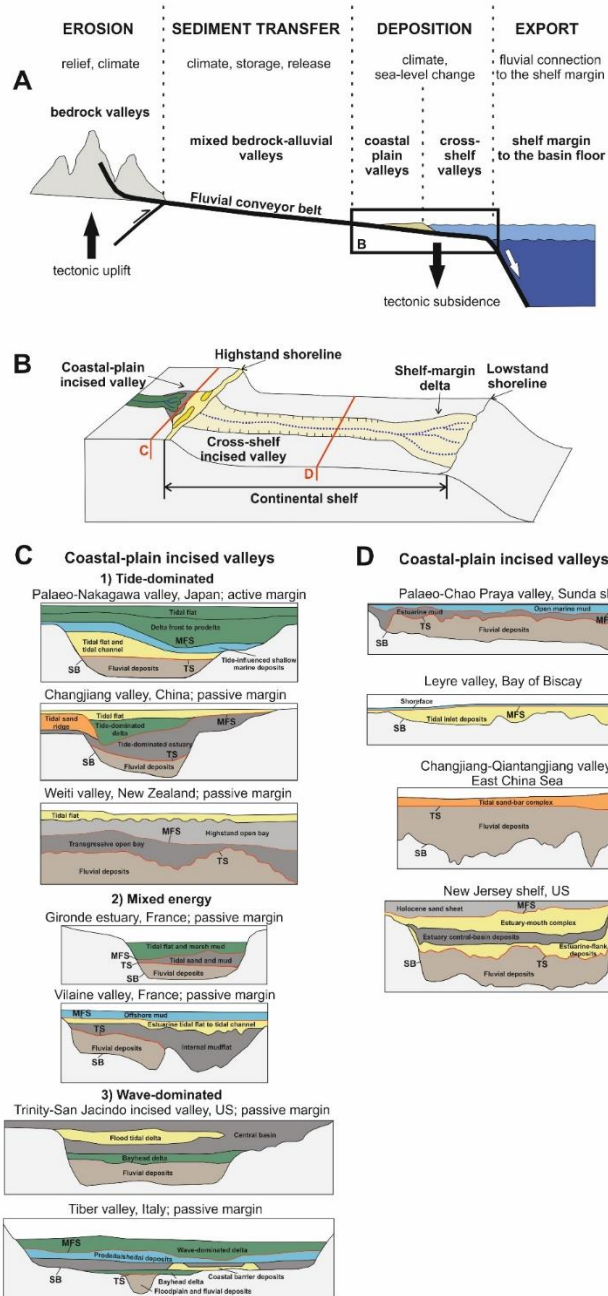 EROSION
SEDIMENT TRANSFER
DEPOSITION
EXPORT
relief, climate
climate, storage, release
climate,
sea-level change
fluvial connection
to the shelf margin
A
bedrock valleys
mixed bedrock-alluvial
valleys
coastal
plain
valleys
cross-
shelf
valleys
shelf margin
to the basin floor
Fluvial conveyor belt
B
tectonic uplift
tectonic subsidence
B
Coastal-plain
incised valley
Highstand shoreline
Shelf-margin
delta
Lowstand
shoreline
Cross-shelf
incised valley
C
D
Continental shelf
C
Coastal-plain incised valleys
1) Tide-dominated
Palaeo-Nakagawa valley, Japan; active margin
Tidal flat
Delta front to prodelta
MFS
Tidal flat and
tidal channel
SB
Fluvial deposits
TS
Tide-influenced shallow
marine deposits
Changjiang valley, China; passive margin
Tidal flat
Tidal sand
ridge
Tide-dominated
delta
MFS
Tide-dominated estuary
TS
SB
Fluvial deposits
Weiti valley, New Zealand; passive margin
Tidal flat
MFS
Highstand open bay
Transgressive open bay
TS
Fluvial deposits
2) Mixed energy
Gironde estuary, France; passive margin
Tidal flat and marsh mud
MFS
Tidal sand and mud
TS
Fluvial deposits
SB
Vilaine valley, France; passive margin
MFS
Offshore mud
Estuarine tidal flat to tidal channel
TS
Fluvial deposits
Internal mudflat
SB
3) Wave-dominated
Trinity-San Jacindo incised valley, US; passive margin
Flood tidal delta
Central basin
Bayhead delta
Fluvial deposits
Tiber valley, Italy; passive margin
MFS
Wave-dominated delta
Prodelta/shelfal deposits
SB
TS
Coastal barrier deposits
Bayhead delta
Floodplain and fluvial deposits
D
Coastal-plain incised valleys
Palaeo-Chao Praya valley, Sunda sh
Estuarine mud
Open marine mud
TS
MF
SB
Fluvial deposits
Leyre valley, Bay of Biscay
Shoreface
MFS
SB
Tidal inlet deposits
Changjiang-Qiantangjiang valley
East China Sea
Tidal sand-bar complex
TS
Fluvial deposits
SB
New Jersey shelf, US
Holocene sand sheet
MFS
Estuary-mouth complex
Estuary central-basin deposits
Estuarine-flank
deposits
SB
TS
Fluvial deposits